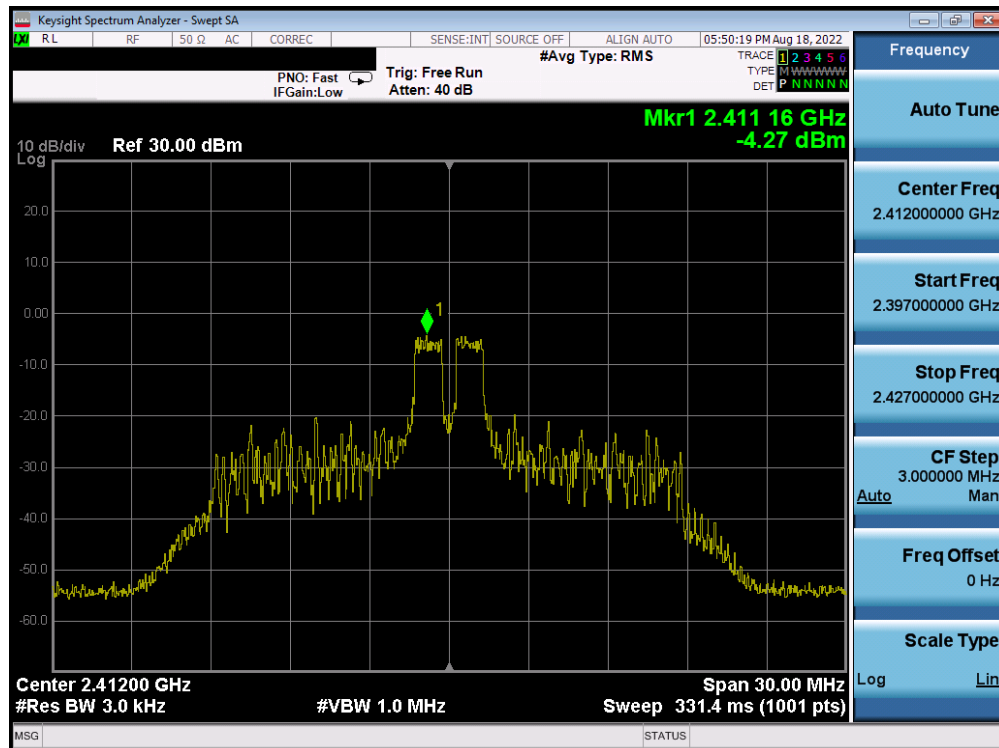 Keysight Spectrum Analyzer - Swept SA
LXI RL RF 50 Ω AC CORREC SENSE:INT SOURCE OFF ALIGN AUTO 05:50:19 PM Aug 18, 2022
#Avg Type: RMS
TRACE 1 2 3 4 5 6
TYPE M WWWWW
DET P N N N N N
PNO: Fast
IFGain:Low
Trig: Free Run
Atten: 40 dB
Mkr1 2.411 16 GHz
-4.27 dBm
10 dB/div
Log
Ref 30.00 dBm
20.0
10.0
0.00
-10.0
-20.0
-30.0
-40.0
-50.0
-60.0
1
Center 2.41200 GHz
Span 30.00 MHz
#Res BW 3.0 kHz
#VBW 1.0 MHz
Sweep 331.4 ms (1001 pts)
MSG
STATUS
Frequency
Auto Tune
Center Freq
2.412000000 GHz
Start Freq
2.397000000 GHz
Stop Freq
2.427000000 GHz
CF Step
3.000000 MHz
Auto Man
Freq Offset
0 Hz
Scale Type
Log Lin